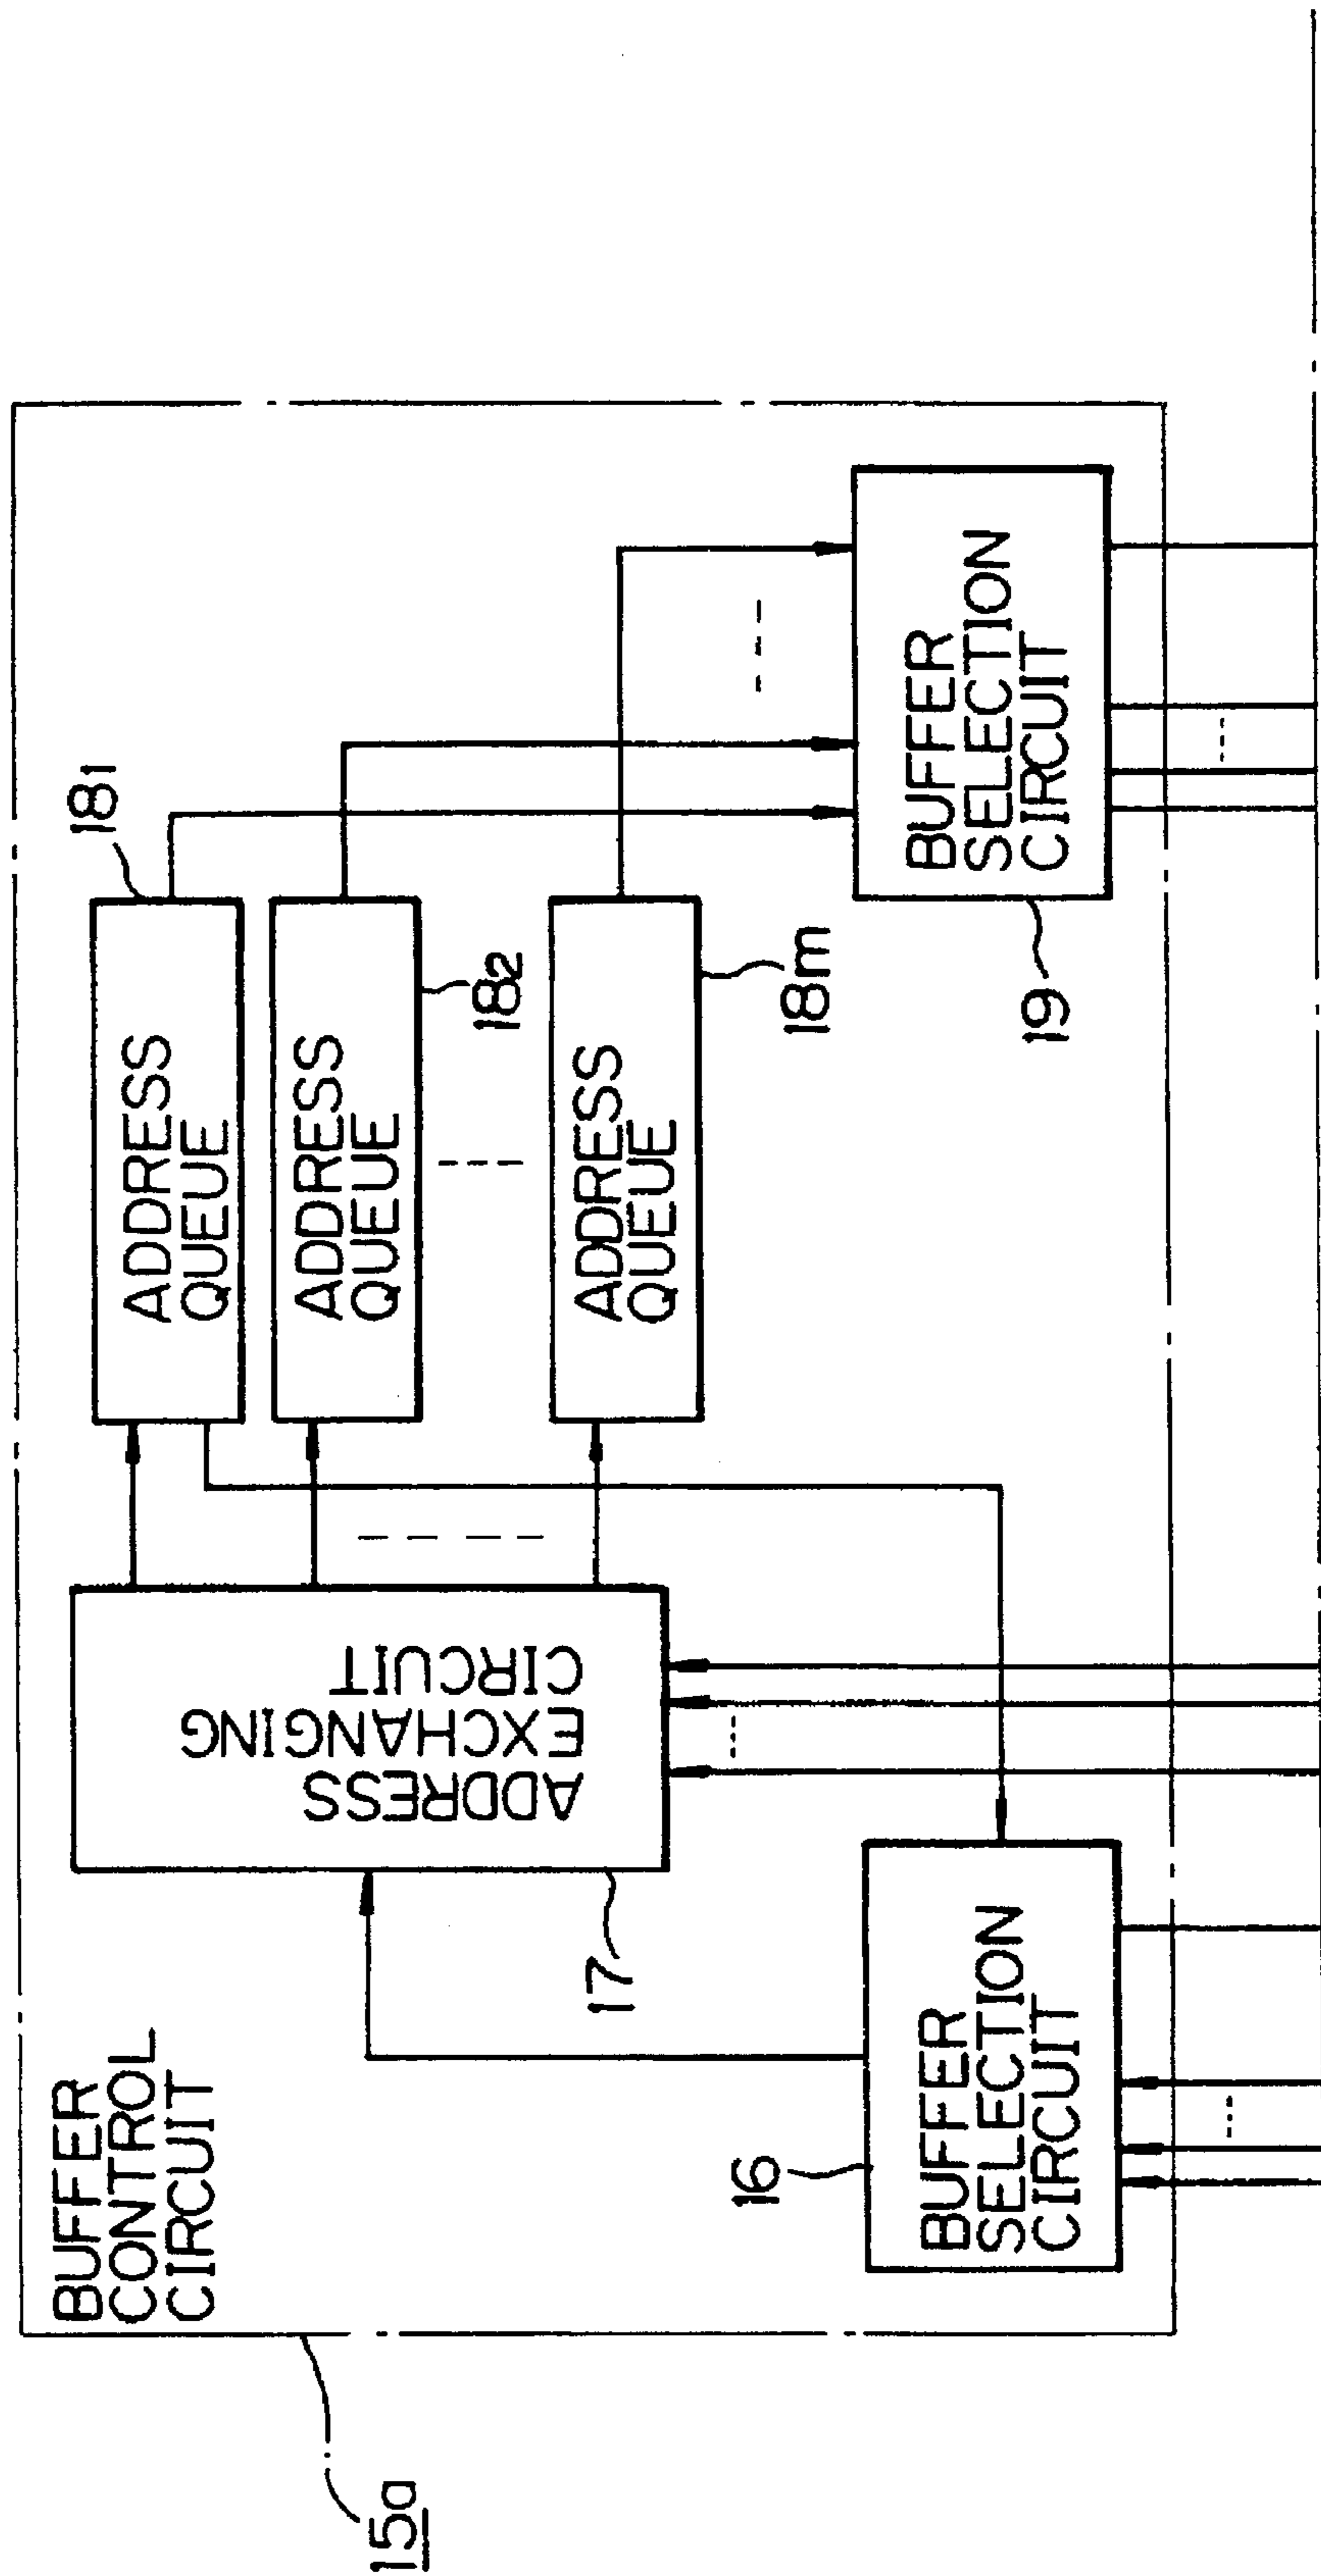 15a
BUFFER
CONTROL
CIRCUIT
16
BUFFER
SELECTION
CIRCUIT
17
ADDRESS
EXCHANGING
CIRCUIT
ADDRESS
QUEUE
181
ADDRESS
QUEUE
182
ADDRESS
QUEUE
18m
BUFFER
SELECTION
CIRCUIT
19